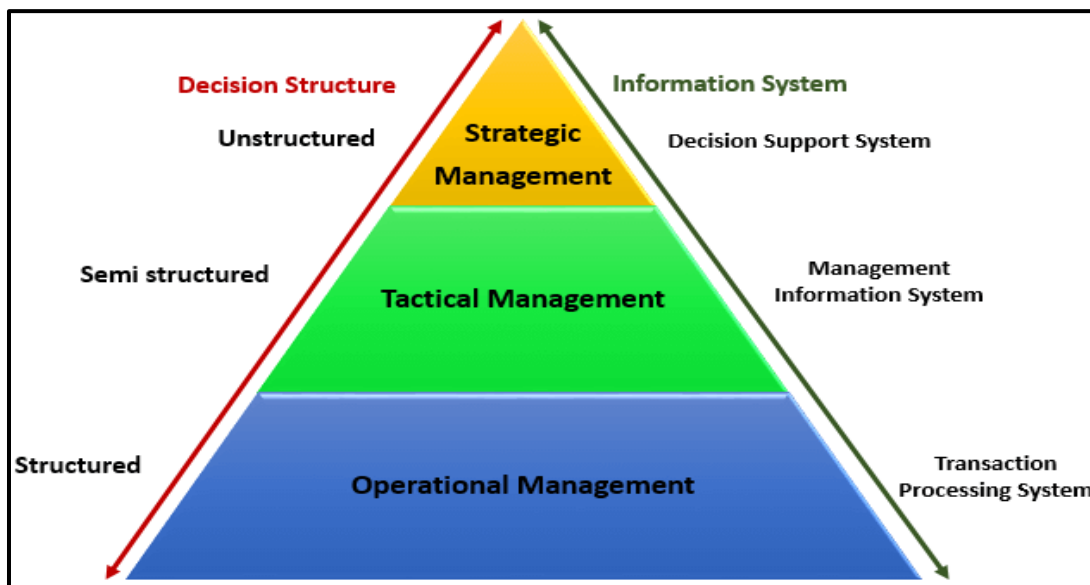 Decision Structure
Information System
Unstructured
Strategic
Management
Decision Support System
Semi structured
Tactical Management
Management
Information System
Structured
Operational Management
Transaction
Processing System